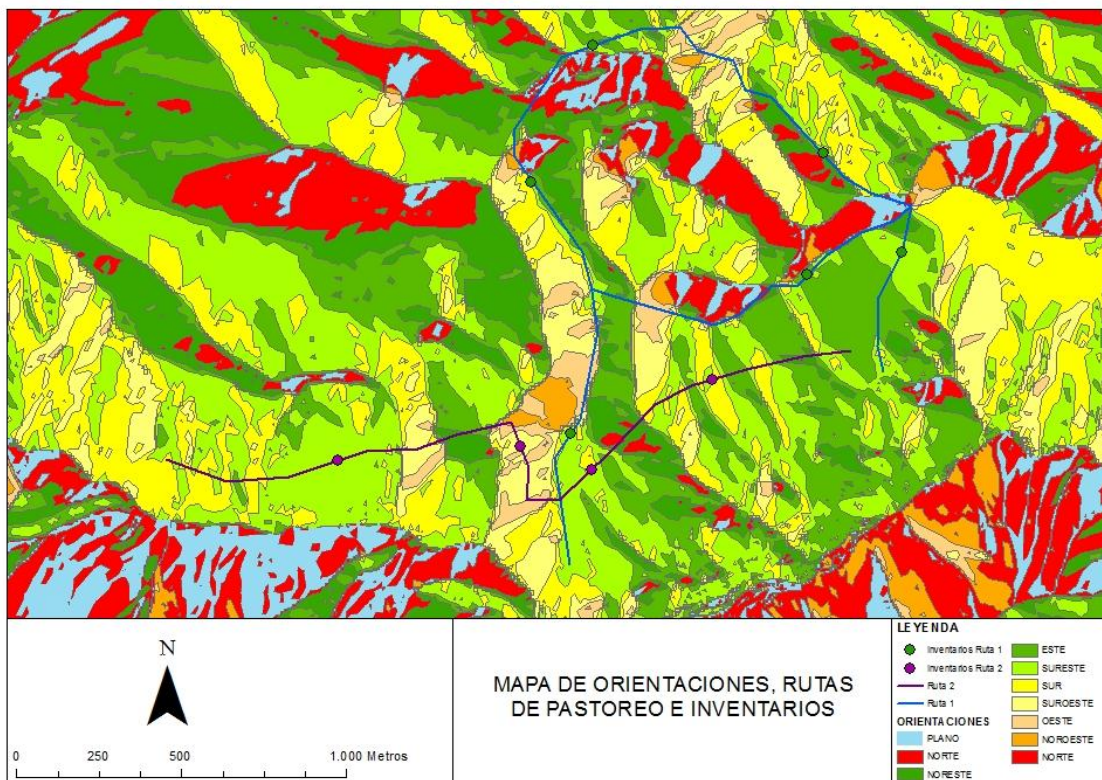 N
0 250 500 1.000 Metros
MAPA DE ORIENTACIONES, RUTAS
DE PASTOREO E INVENTARIOS
LEYENDA
Inventarios Ruta 1
Inventarios Ruta 2
Ruta 2
Ruta 1
ORIENTACIONES
PLANO
NORTE
NORESTE
ESTE
SURESTE
SUR
SUROESTE
OESTE
NOROESTE
NORTE